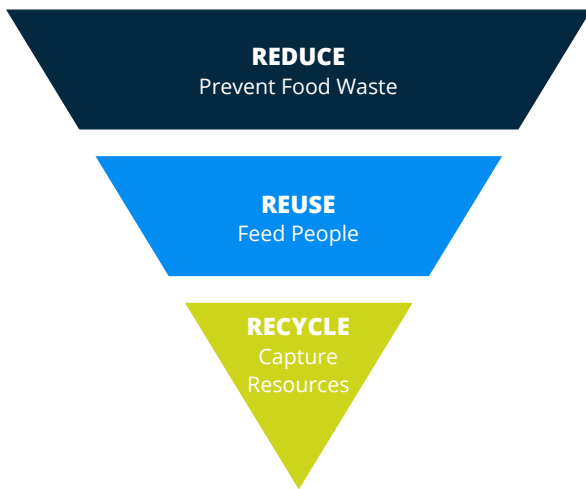 REDUCE
Prevent Food Waste
REUSE
Feed People
RECYCLE
Capture
Resources